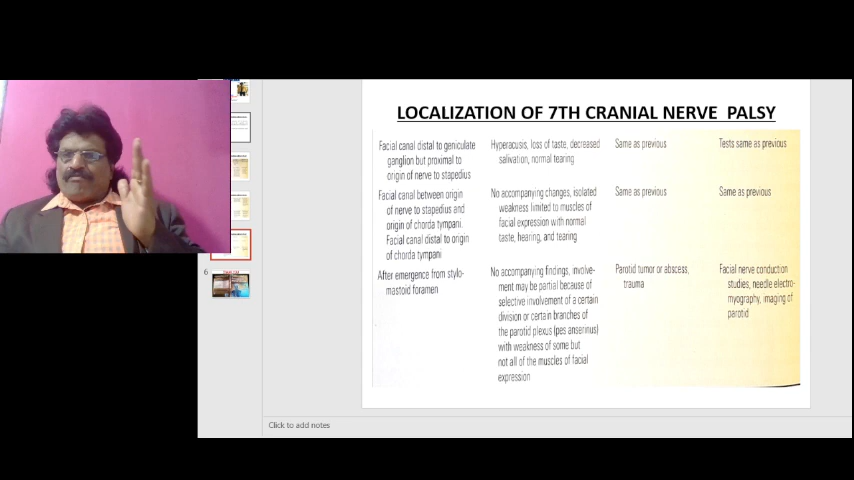 LOCALIZATION OF 7TH CRANIAL NERVE PALSY
Facial canal distal to geniculate
ganglion but proximal to
origin of nerve to stapedius
Hyperacusis, loss of taste, decreased
salivation, normal tearing
Same as previous
Tests same as previous
Facial canal between origin
of nerve to stapedius and
origin of chorda tympani.
Facial canal distal to origin
of chorda tympani
No accompanying changes, isolated
weakness limited to muscles of
facial expression with normal
taste, hearing, and tearing
Same as previous
Same as previous
After emergence from stylo-
mastoid foramen
No accompanying findings, involve-
ment may be partial because of
selective involvement of a certain
division or certain branches of
the parotid plexus (pes anserinus)
with weakness of some but
not all of the muscles of facial
expression
Parotid tumor or abscess,
trauma
Facial nerve conduction
studies, needle electro-
myography, imaging of
parotid
6
Click to add notes